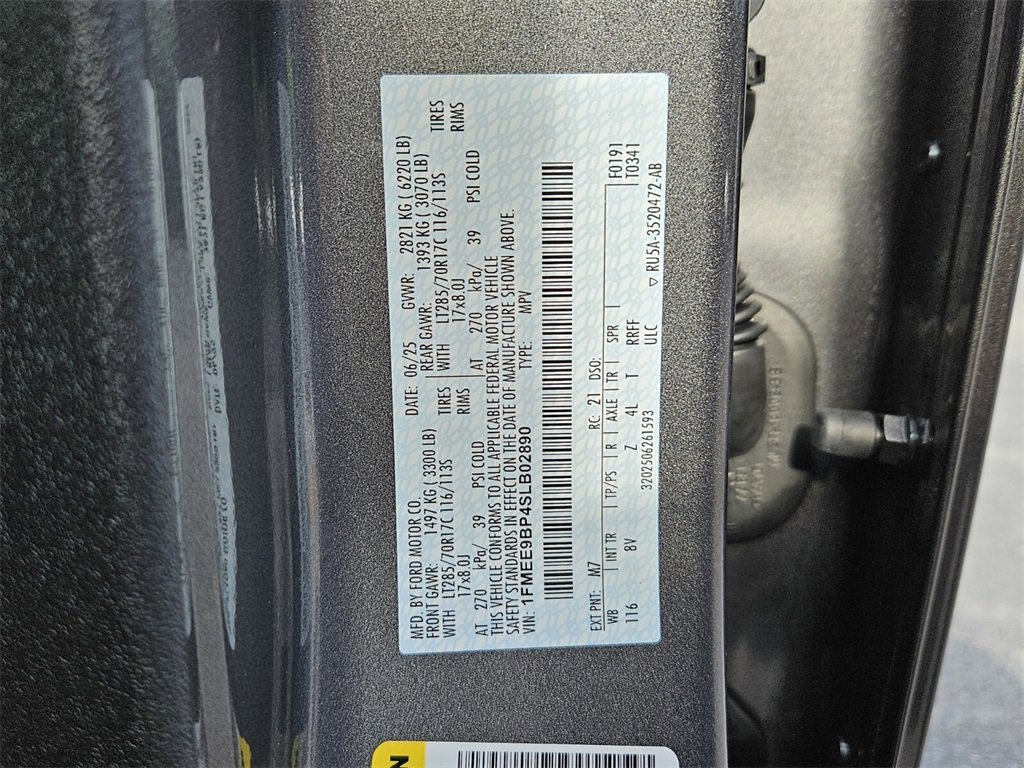 MFD. BY FORD MOTOR CO.
DATE: 06/25 GVWR: 2821 KG ( 6220 LB)
FRONT GAWR: 1497 KG ( 3300 LB) REAR GAWR: 1393 KG ( 3070 LB)
WITH LT285/70R17C 116/113S TIRES WITH LT285/70R17C 116/113S TIRES
17x8.0J RIMS 17x8.0J RIMS
AT 270 kPa/ 39 PSI COLD AT 270 kPa/ 39 PSI COLD
THIS VEHICLE CONFORMS TO ALL APPLICABLE FEDERAL MOTOR VEHICLE
SAFETY STANDARDS IN EFFECT ON THE DATE OF MANUFACTURE SHOWN ABOVE.
VIN: 1FMEE9BP4SLB02890 TYPE: MPV
EXT PNT: M7 RC: 21 DSO: F0191
WB INT TR TP/PS R AXLE TR SPR T0341
116 8V Z 4L T RRFF
3202506261593 ULC ▽ RU5A-3520472-AB